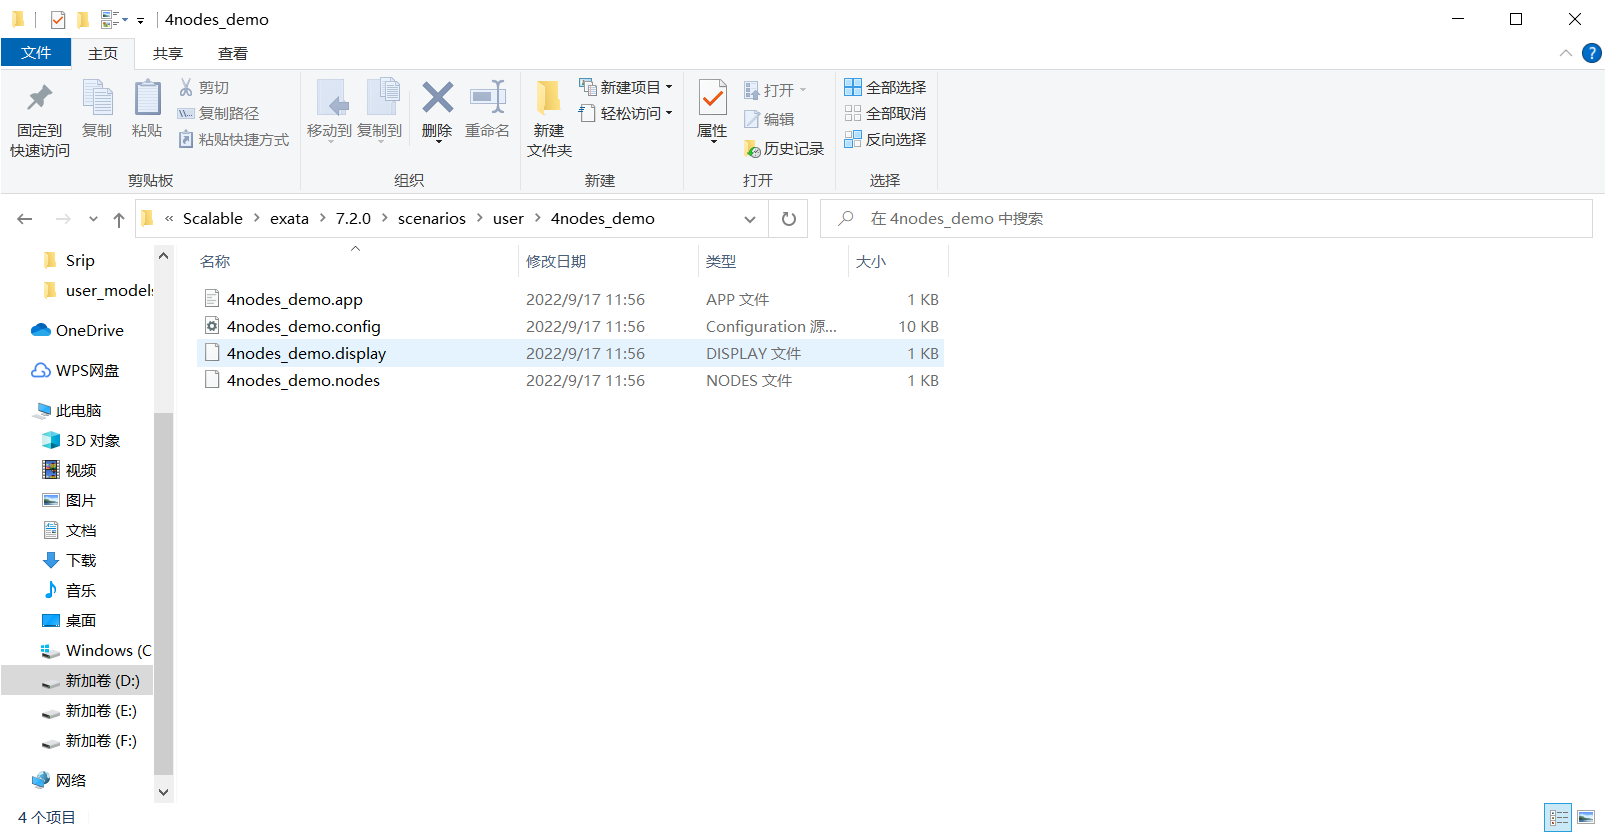 4nodes_demo
文件 主页 共享 查看
固定到
快速访问
复制
粘贴
剪切
复制路径
粘贴快捷方式
剪贴板
移动到
复制到
删除
重命名
组织
新建
文件夹
新建项目
轻松访问
新建
属性
打开
编辑
历史记录
打开
全部选择
全部取消
反向选择
选择
« Scalable > exata > 7.2.0 > scenarios > user > 4nodes_demo
在 4nodes_demo 中搜索
Srip
user_models
OneDrive
WPS网盘
此电脑
3D 对象
视频
图片
文档
下载
音乐
桌面
Windows (C
新加卷 (D:)
新加卷 (E:)
新加卷 (F:)
网络
名称 修改日期 类型 大小
4nodes_demo.app 2022/9/17 11:56 APP 文件 1 KB
4nodes_demo.config 2022/9/17 11:56 Configuration 源... 10 KB
4nodes_demo.display 2022/9/17 11:56 DISPLAY 文件 1 KB
4nodes_demo.nodes 2022/9/17 11:56 NODES 文件 1 KB
4 个项目